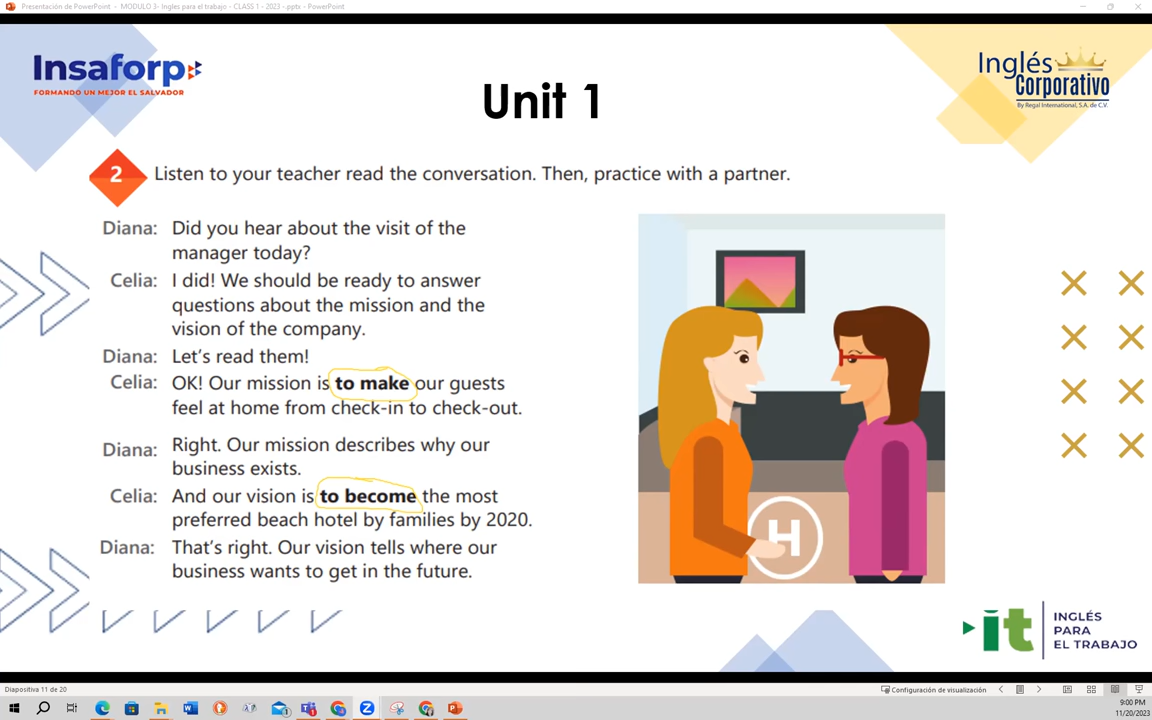 Presentación de PowerPoint - MODULO 3- Ingles para el trabajo - CLASS 1 - 2023 -.pptx - PowerPoint
Insaforp
FORMANDO UN MEJOR EL SALVADOR
Unit 1
Inglés
Corporativo
By Regal International, S.A. de C.V.
2
Listen to your teacher read the conversation. Then, practice with a partner.
Diana: Did you hear about the visit of the
manager today?
Celia: I did! We should be ready to answer
questions about the mission and the
vision of the company.
Diana: Let's read them!
Celia: OK! Our mission is to make our guests
feel at home from check-in to check-out.
Diana: Right. Our mission describes why our
business exists.
Celia: And our vision is to become the most
preferred beach hotel by families by 2020.
Diana: That's right. Our vision tells where our
business wants to get in the future.
H
it
INGLÉS
PARA
EL TRABAJO
Diapositiva 11 de 20
Configuración de visualización
9:00 PM
11/20/2023